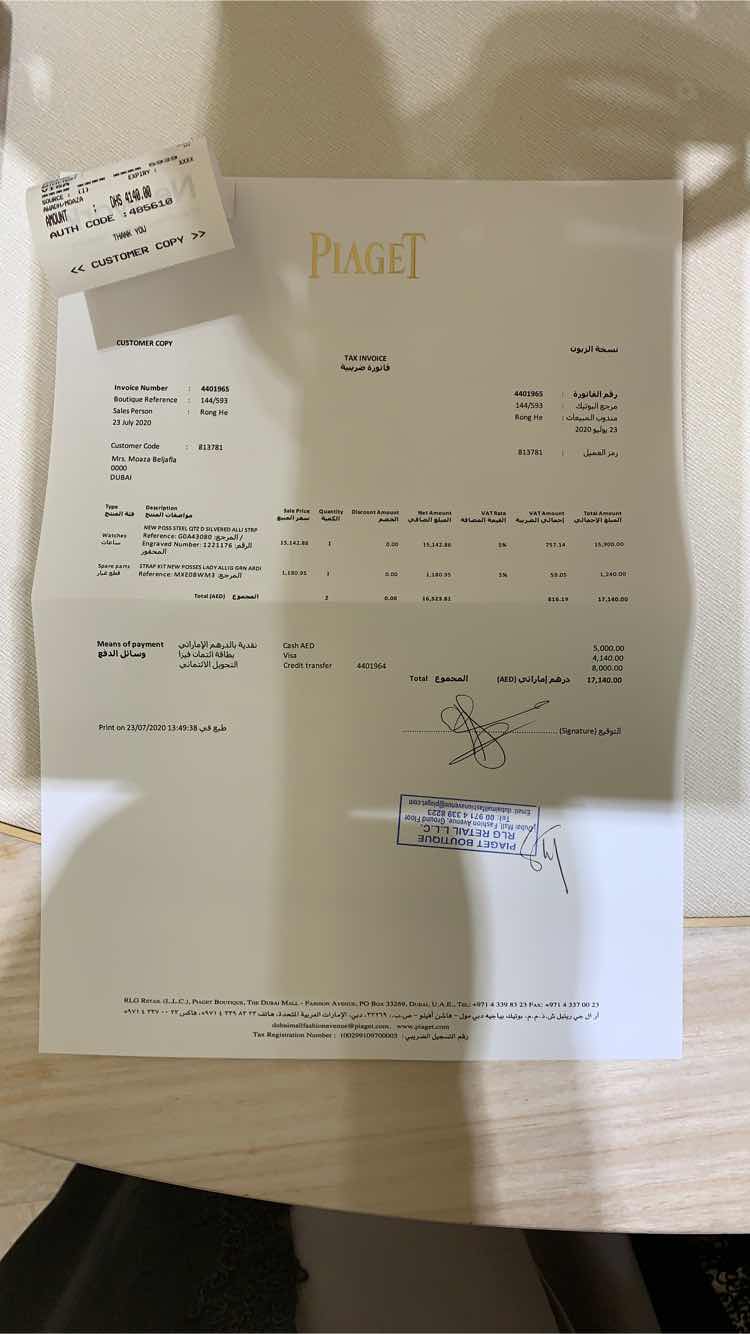 VISA
6939
EXPIRY : XXXX
SOURCE : (I)
AWADH-MOAZA
AMOUNT : DHS 4140.00
AUTH CODE :485610
THANK YOU
<< CUSTOMER COPY >>
PIAGET
CUSTOMER COPY
نسخة الزبون
TAX INVOICE
فاتورة ضريبية
Invoice Number : 4401965
Boutique Reference : 144/593
Sales Person : Rong He
23 July 2020
رقم الفاتورة : 4401965
مرجع البوتيك : 144/593
مندوب المبيعات : Rong He
23 يوليو 2020
Customer Code : 813781
رمز العميل : 813781
Mrs. Moaza Beljafla
0000
DUBAI
Type Description Sale Price Quantity Discount Amount Net Amount VAT Rate VAT Amount Total Amount
فئة المنتج مواصفات المنتج سعر المبيع الكمية الخصم المبلغ الصافي القيمة المضافة إجمالي الضريبة المبلغ الاجمالي
NEW POSS STEEL QTZ D SILVERED ALLI STRP
Watches Reference: G0A43080 المرجع: / 15,142.86 1 0.00 15,142.86 5% 757.14 15,900.00
ساعات Engraved Number: 1221176 الرقم:
المحفور
Spare parts STRAP KIT NEW POSSES LADY ALLIG GRN ARDI 1,180.95 1 0.00 1,180.95 5% 59.05 1,240.00
قطع غيار Reference: MXE08WM3 المرجع:
Total (AED) المجموع 2 0.00 16,323.81 816.19 17,140.00
Means of payment نقدية بالدرهم الإماراتي Cash AED 5,000.00
وسائل الدفع بطاقة ائتمان فيزا Visa 4,140.00
التحويل الائتماني Credit transfer 4401964 8,000.00
Total المجموع (AED) درهم إماراتي 17,140.00
Print on 23/07/2020 13:49:38 طبع في
(Signature) التوقيع
PIAGET BOUTIQUE
RLG RETAIL L.L.C.
Dubai Mall, Fashion Avenue, Ground Floor
Tel: 00 971 4 339 8223
Email: dubaimallfashionavenue@piaget.com
RLG RETAIL (L.L.C.), PIAGET BOUTIQUE, THE DUBAI MALL - FASHION AVENUE, PO BOX 33269, DUBAI, U.A.E., TEL: +971 4 339 83 23 FAX: +971 4 337 00 23
أر ال جي ريتيل ش.ذ.م.م. بوتيك بياجيه دبي مول - فاشن أفينيو - ص.ب.: ٣٣٢٦٩، دبي، الإمارات العربية المتحدة، هاتف ٢٣ ٨٣ ٣٣٩ ٤ ٩٧١+، فاكس ٢٣ ٠٠ ٣٣٧ ٤ ٩٧١+
dubaimallfashionavenue@piaget.com www.piaget.com
Tax Registration Number : 100299109700003 : رقم التسجيل الضريبي